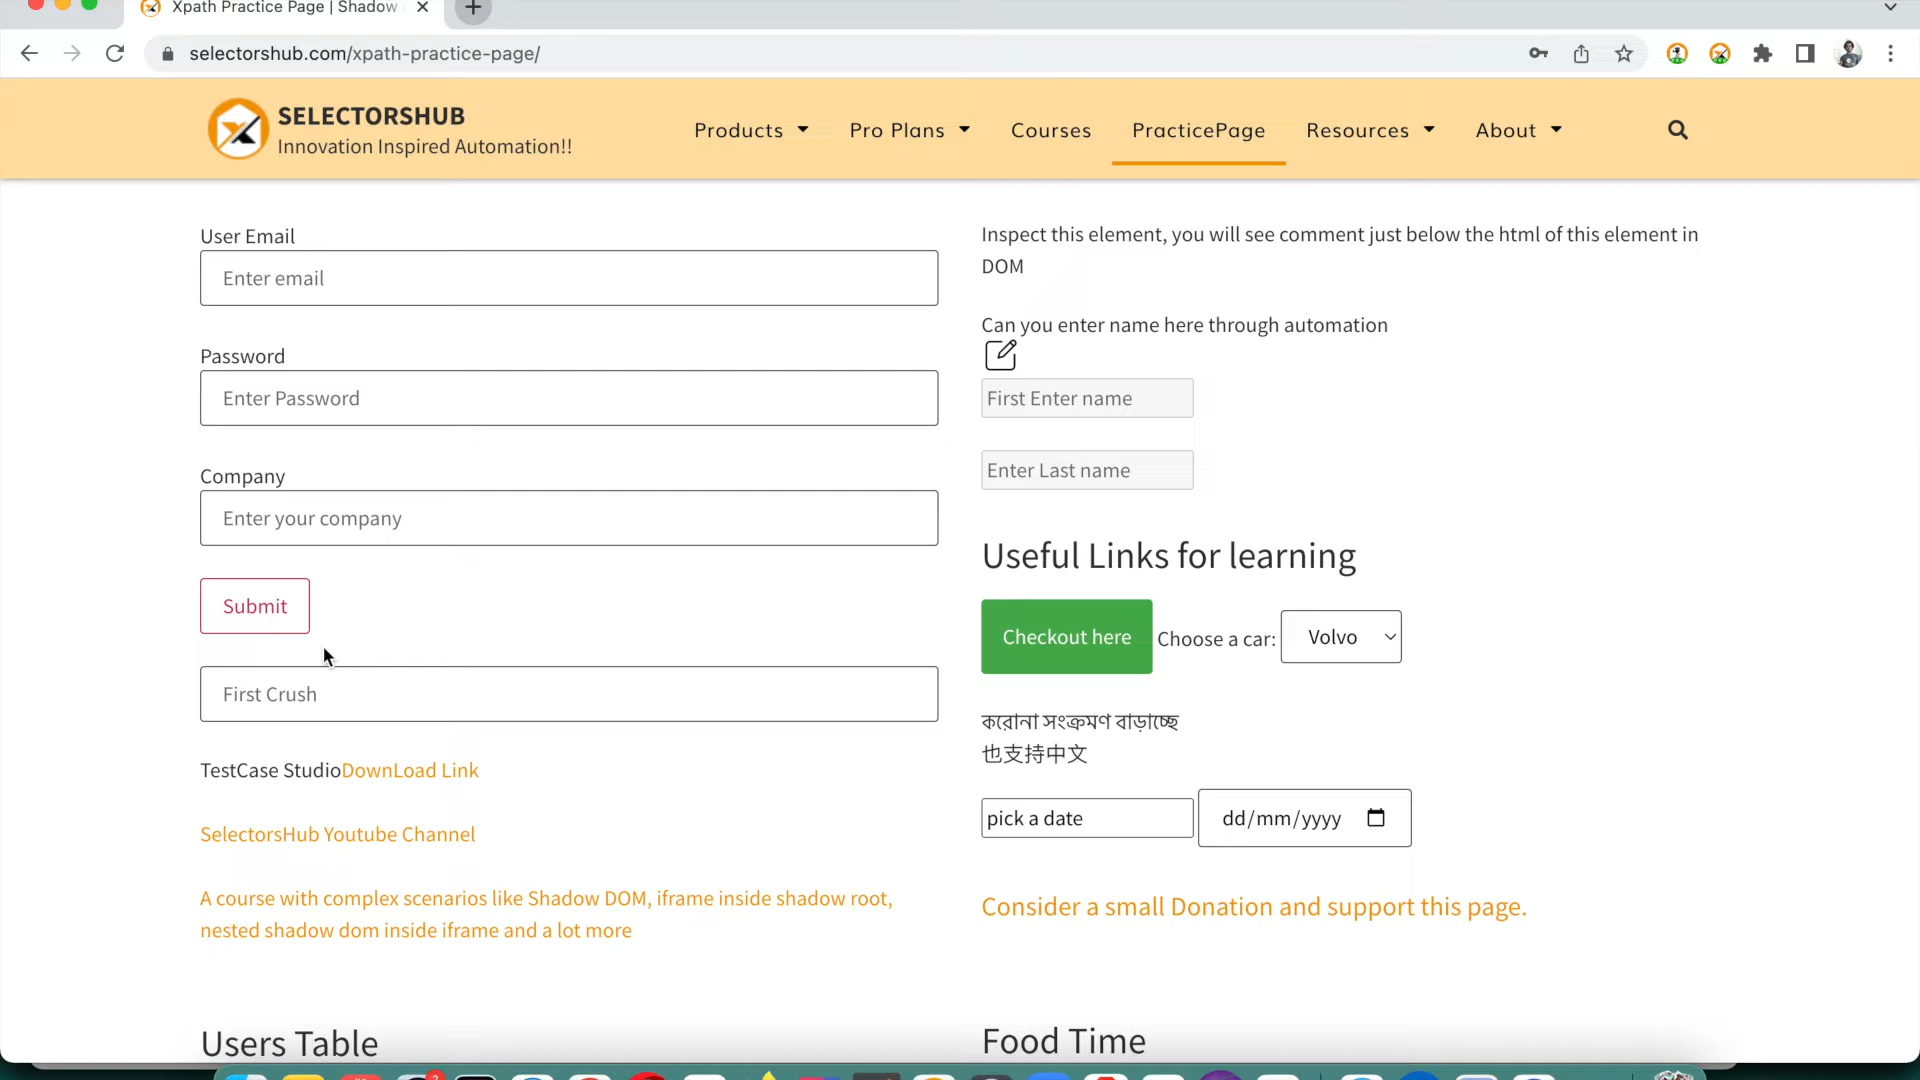 Xpath Practice Page | Shadow
selectorshub.com/xpath-practice-page/
SELECTORSHUB
Innovation Inspired Automation!!
Products
Pro Plans
Courses
PracticePage
Resources
About
User Email
Enter email
Password
Enter Password
Company
Enter your company
Submit
First Crush
TestCase StudioDownLoad Link
SelectorsHub Youtube Channel
A course with complex scenarios like Shadow DOM, iframe inside shadow root,
nested shadow dom inside iframe and a lot more
Users Table
Inspect this element, you will see comment just below the html of this element in
DOM
Can you enter name here through automation
First Enter name
Enter Last name
Useful Links for learning
Checkout here Choose a car: Volvo
করোনা সংক্রমণ বাড়াচ্ছে
也支持中文
pick a date dd/mm/yyyy
Consider a small Donation and support this page.
Food Time